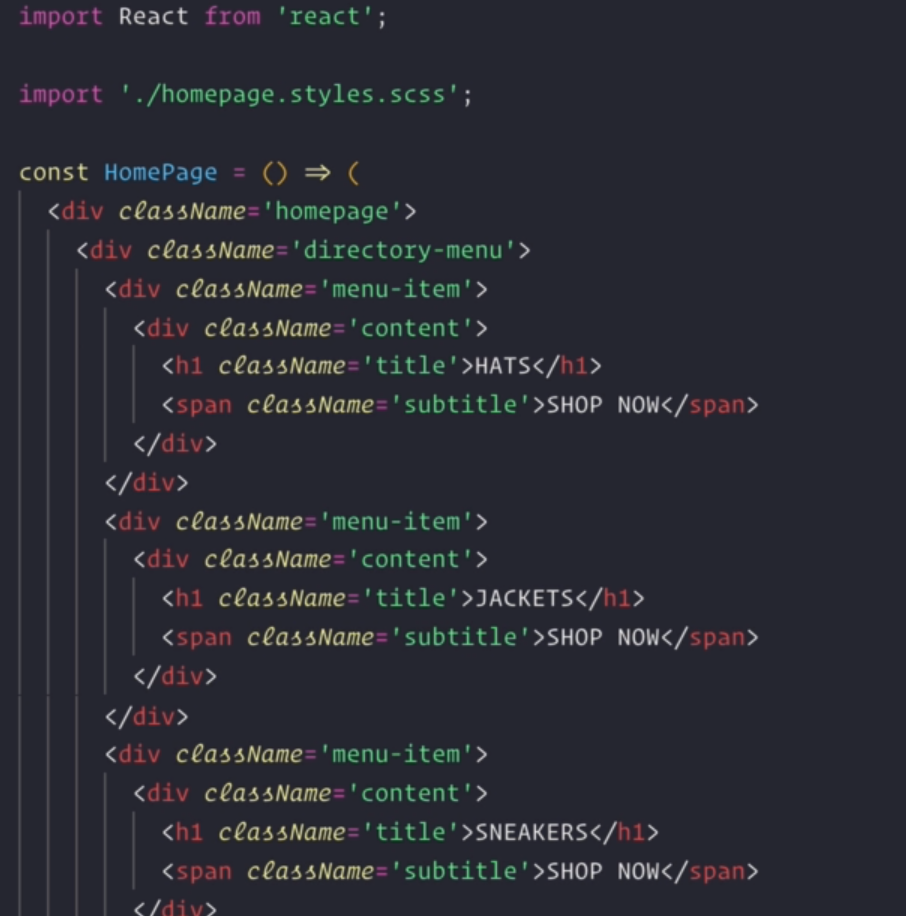 import React from 'react';
import './homepage.styles.scss';
const HomePage = () => (
<div className='homepage'>
<div className='directory-menu'>
<div className='menu-item'>
<div className='content'>
<h1 className='title'>HATS</h1>
<span className='subtitle'>SHOP NOW</span>
</div>
</div>
<div className='menu-item'>
<div className='content'>
<h1 className='title'>JACKETS</h1>
<span className='subtitle'>SHOP NOW</span>
</div>
</div>
<div className='menu-item'>
<div className='content'>
<h1 className='title'>SNEAKERS</h1>
<span className='subtitle'>SHOP NOW</span>
</div>